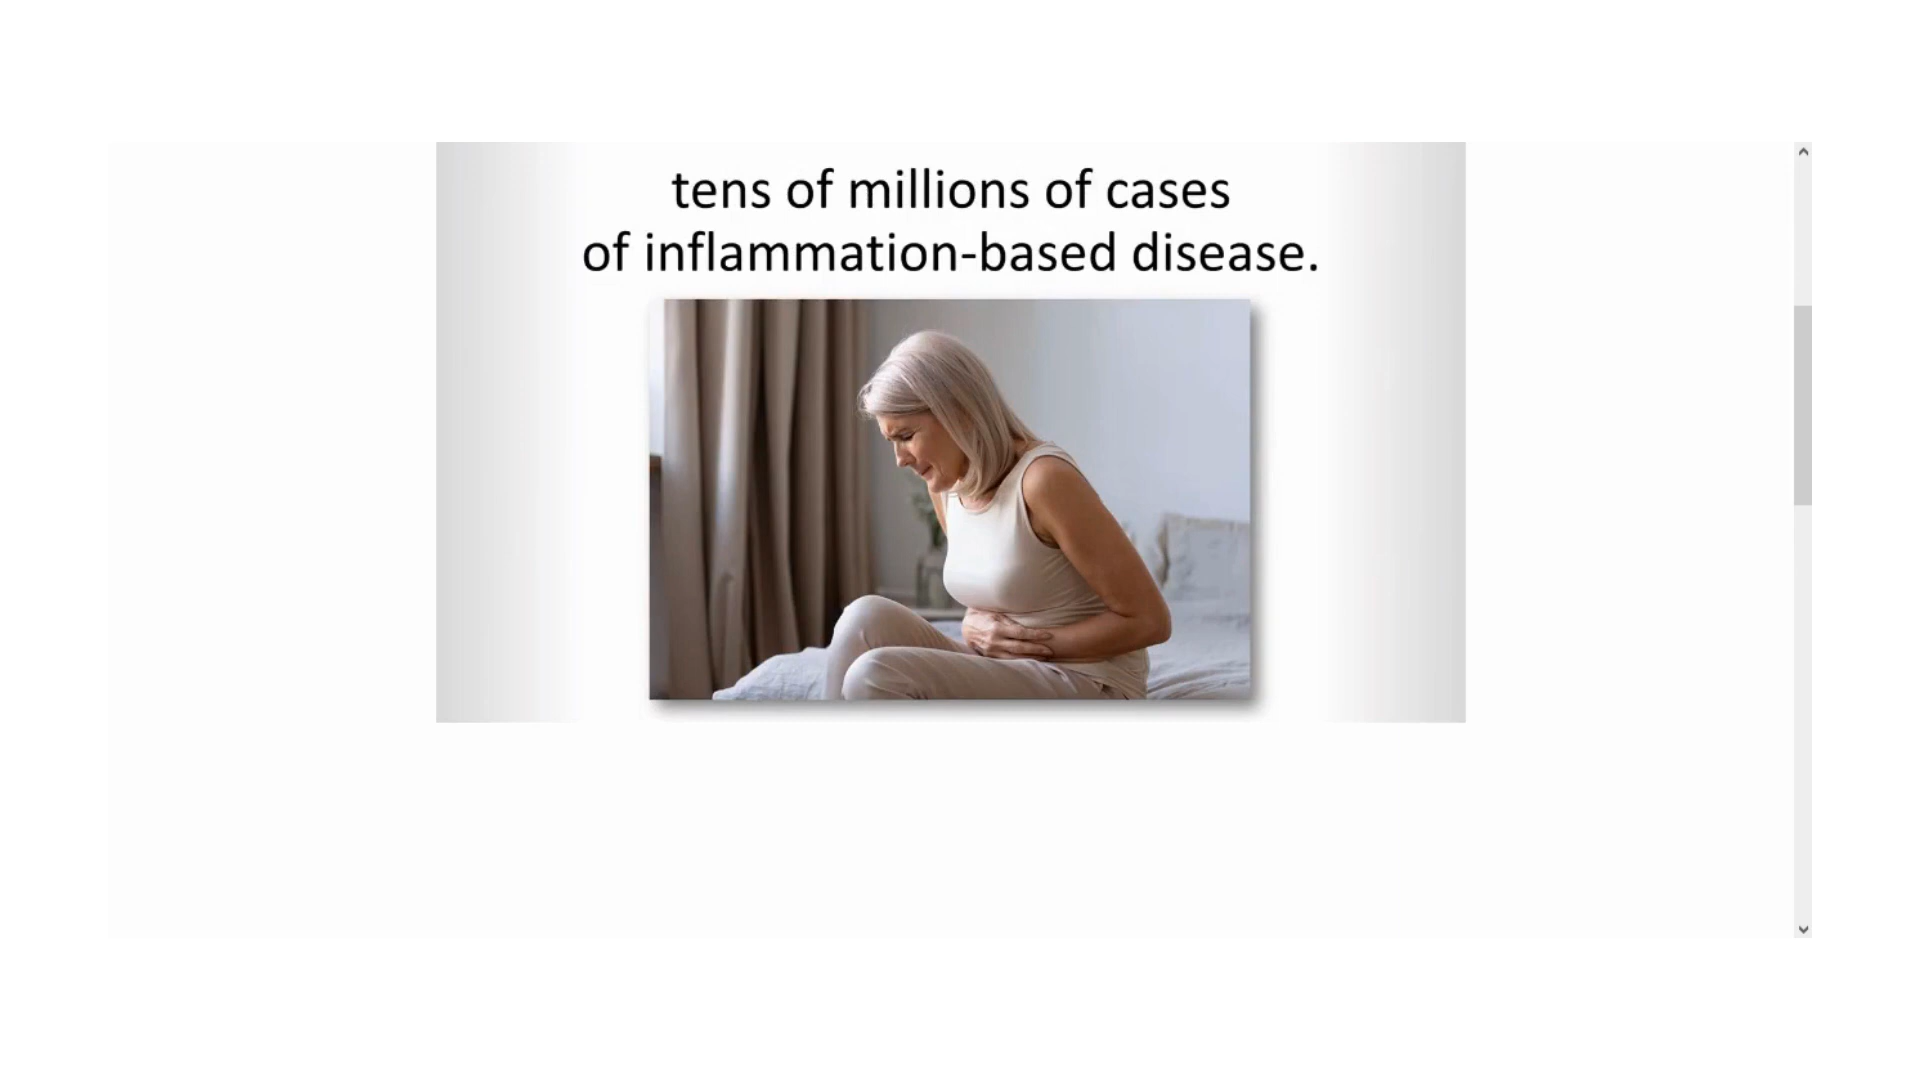 tens of millions of cases
of inflammation-based disease.